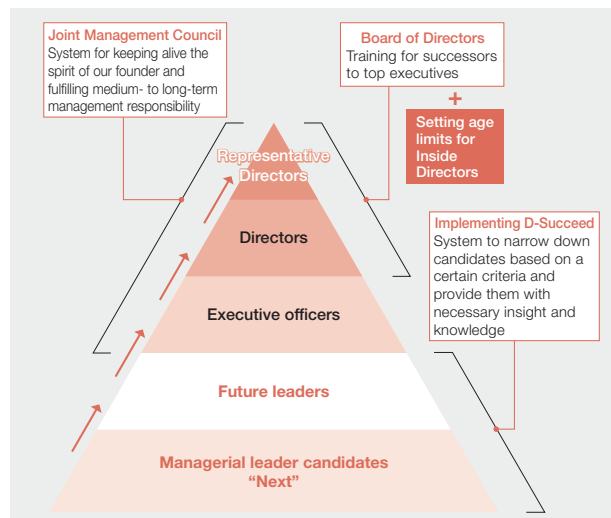 Joint Management Council
System for keeping alive the
spirit of our founder and
fulfilling medium- to long-term
management responsibility
Board of Directors
Training for successors
to top executives
+
Setting age
limits for
Inside
Directors
Representative
Directors
Directors
Executive officers
Future leaders
Managerial leader candidates
“Next”
Implementing D-Succeed
System to narrow down
candidates based on a
certain criteria and
provide them with
necessary insight and
knowledge